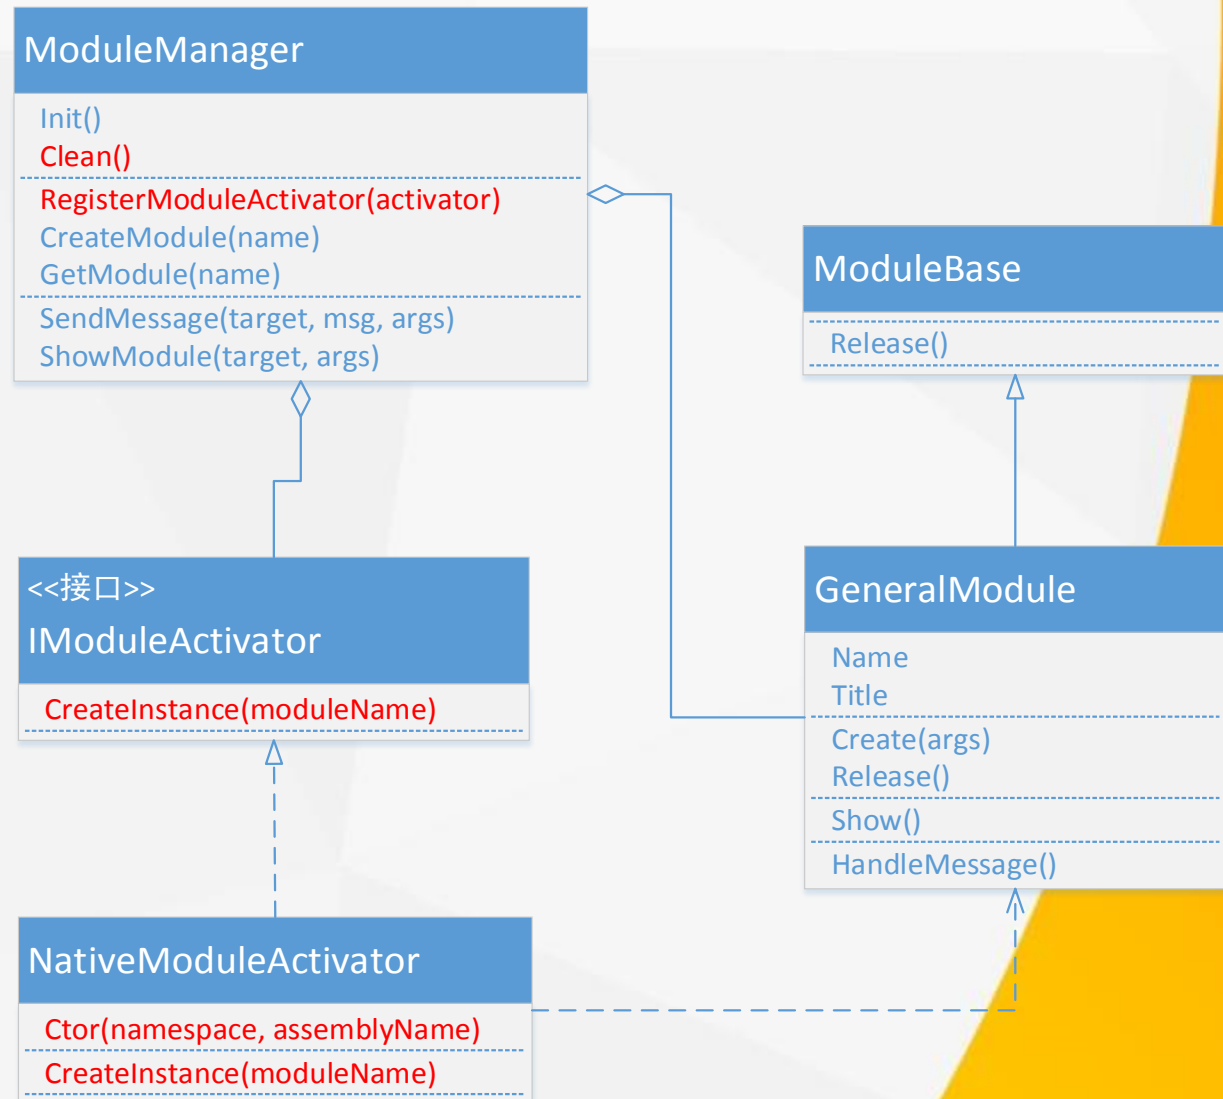 ModuleManager
Init()
Clean()
RegisterModuleActivator(activator)
CreateModule(name)
GetModule(name)
SendMessage(target, msg, args)
ShowModule(target, args)
ModuleBase
Release()
<<接口>>
IModuleActivator
CreateInstance(moduleName)
GeneralModule
Name
Title
Create(args)
Release()
Show()
HandleMessage()
NativeModuleActivator
Ctor(namespace, assemblyName)
CreateInstance(moduleName)